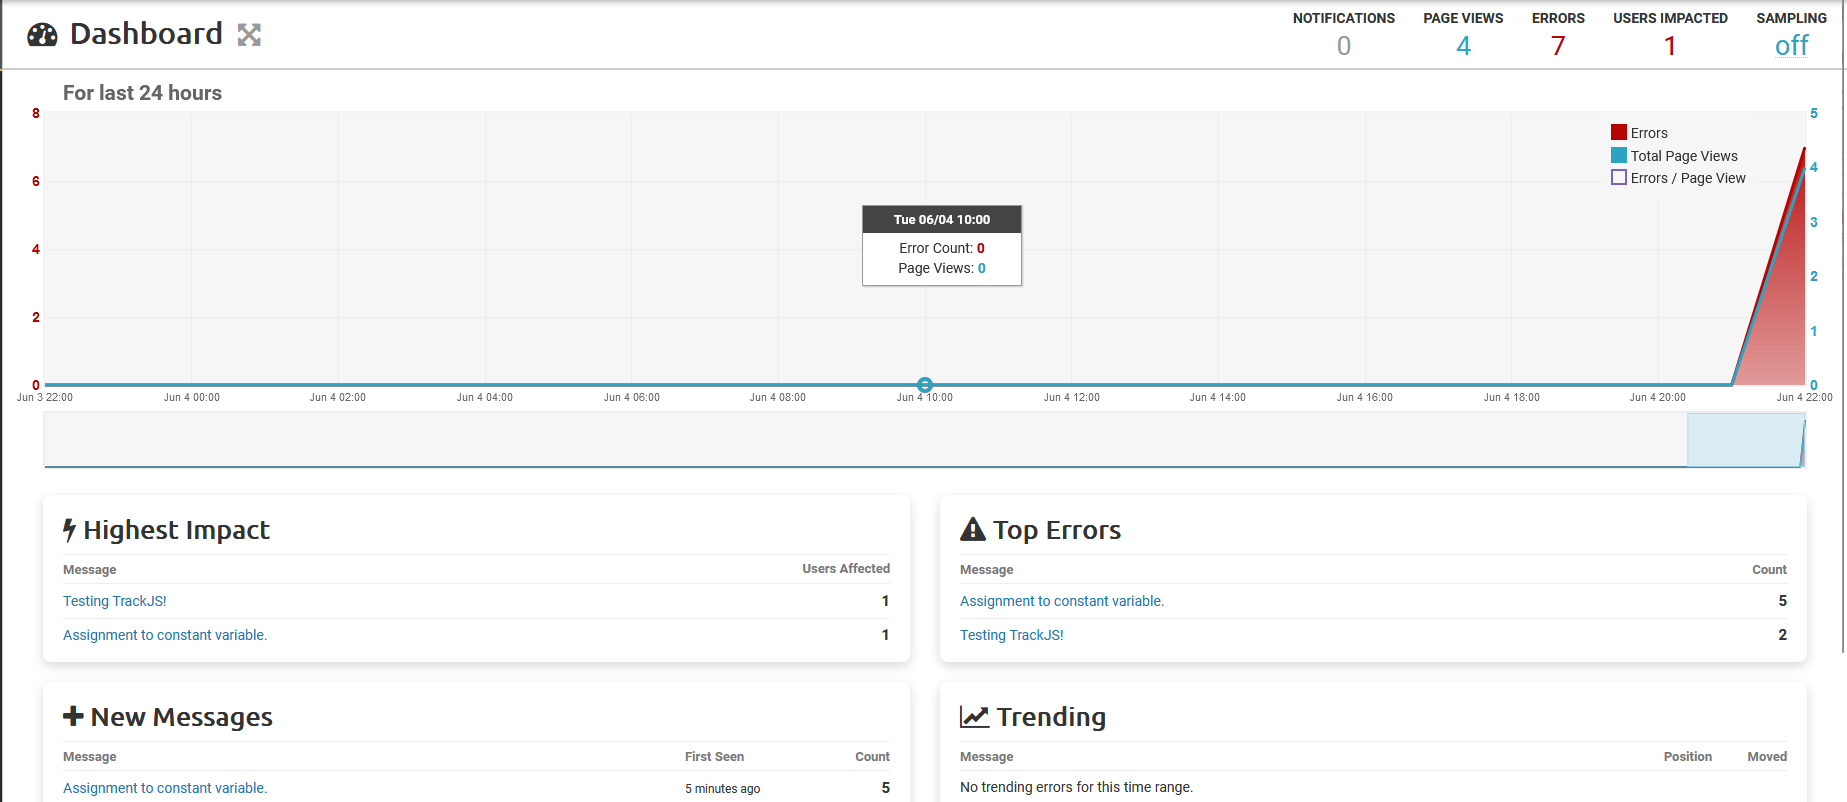 Dashboard
NOTIFICATIONS PAGE VIEWS ERRORS USERS IMPACTED SAMPLING
0 4 7 1 off
For last 24 hours
8 5
Errors
Total Page Views
Errors / Page View
6 4
3
Tue 06/04 10:00
Error Count: 0
Page Views: 0
4
2
2
1
0 0
Jun 3 22:00 Jun 4 00:00 Jun 4 02:00 Jun 4 04:00 Jun 4 06:00 Jun 4 08:00 Jun 4 10:00 Jun 4 12:00 Jun 4 14:00 Jun 4 16:00 Jun 4 18:00 Jun 4 20:00 Jun 4 22:00
Highest Impact
Message Users Affected
Testing TrackJS! 1
Assignment to constant variable. 1
Top Errors
Message Count
Assignment to constant variable. 5
Testing TrackJS! 2
New Messages
Message First Seen Count
Assignment to constant variable. 5 minutes ago 5
Trending
Message Position Moved
No trending errors for this time range.